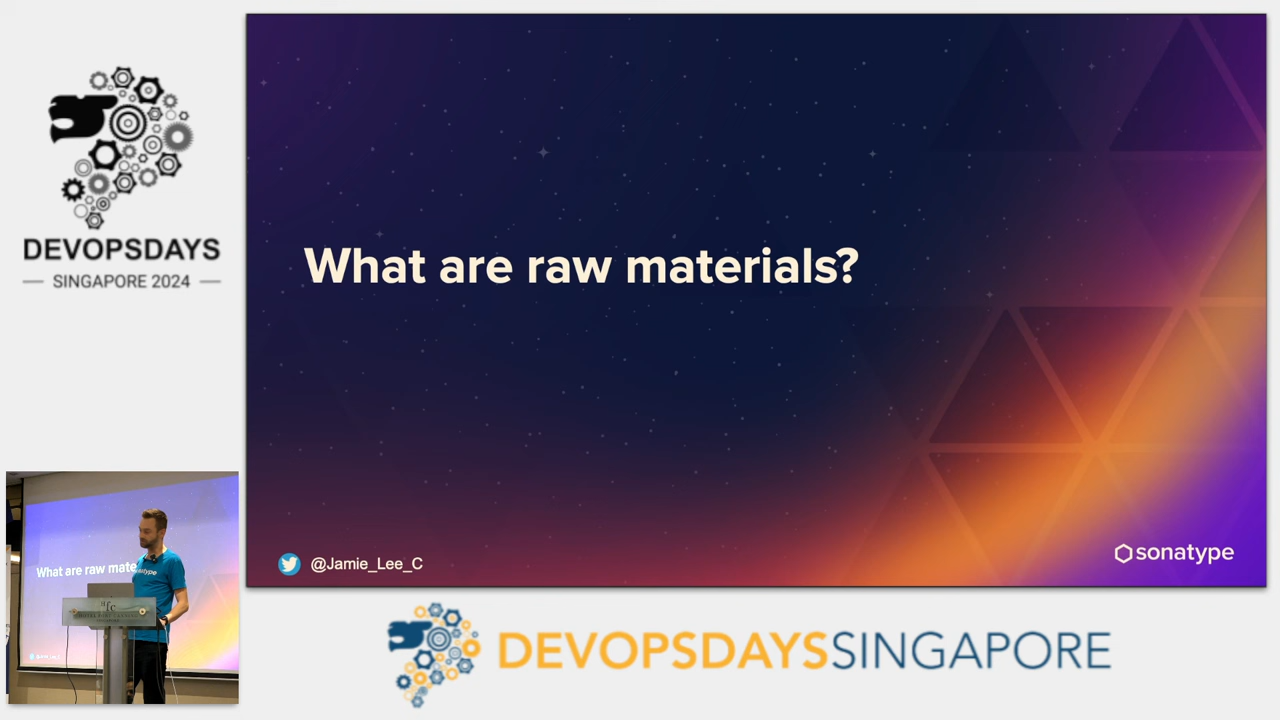 DEVOPSDAYS
SINGAPORE 2024
What are raw materials?
@Jamie_Lee_C
sonatype
What are raw mate
DEVOPSDAYSSINGAPORE